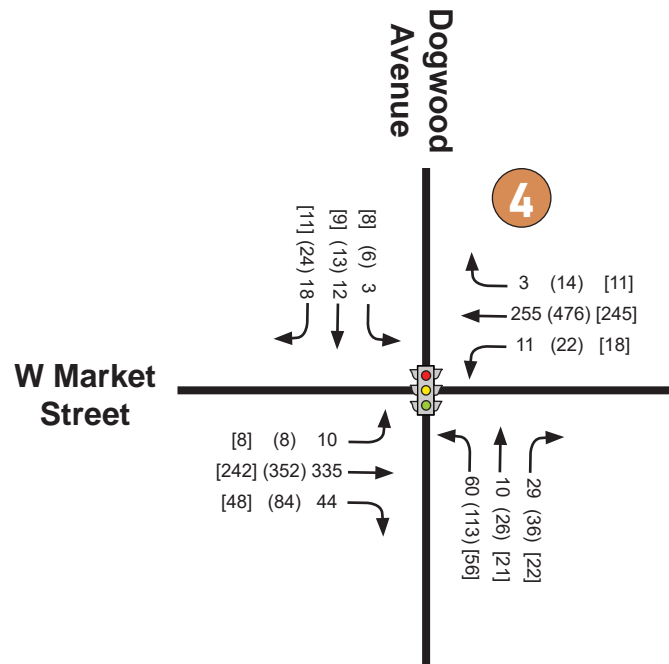 Dogwood
Avenue
4
[11] (24) 18
[9] (13) 12
[8] (6) 3
3 (14) [11]
255 (476) [245]
11 (22) [18]
W Market
Street
[8] (8) 10
[242] (352) 335
[48] (84) 44
60 (113) [56]
10 (26) [21]
29 (36) [22]